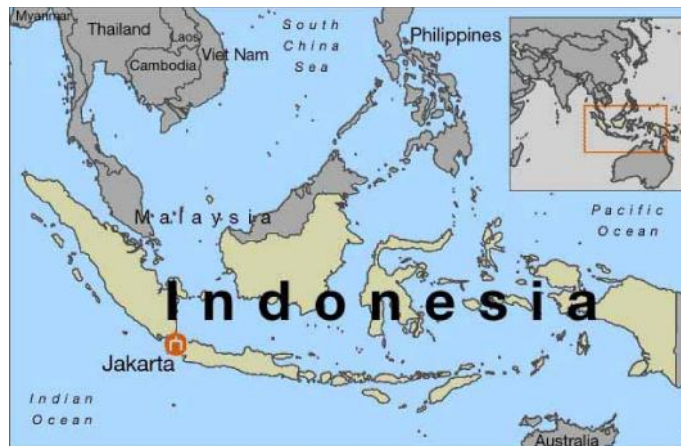 Myanmar
Thailand
Laos
Viet Nam
Cambodia
South
China
Sea
Philippines
Malaysia
Pacific
Ocean
Indonesia
Jakarta
Indian
Ocean
Australia